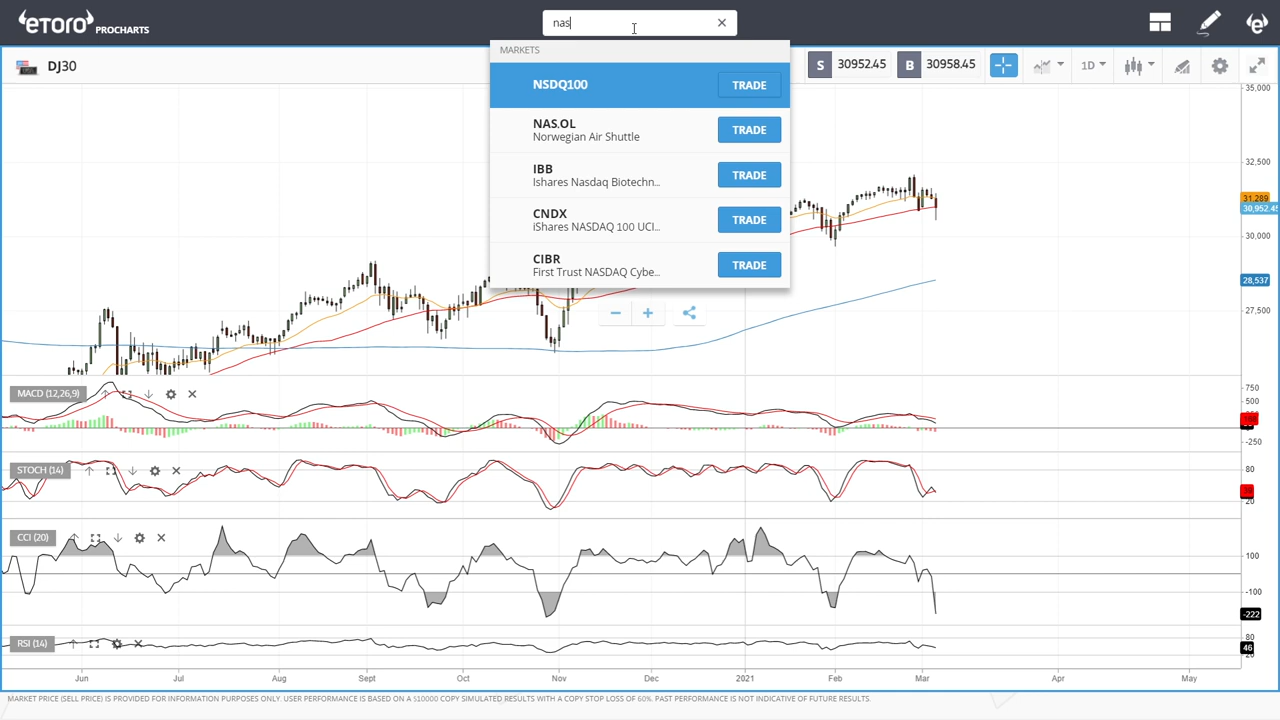 etoro PROCHARTS
nas
MARKETS
NSDQ100 TRADE
NAS.OL
Norwegian Air Shuttle
TRADE
IBB
Ishares Nasdaq Biotechn...
TRADE
CNDX
iShares NASDAQ 100 UCI...
TRADE
CIBR
First Trust NASDAQ Cybe...
TRADE
DJ30
S 30952.45 B 30958.45 1D
35,000
32,500
31,289
30,952.45
30,000
28,537
27,500
MACD (12,26,9)
750
500
-250
STOCH (14)
80
20
CCI (20)
100
-100
-222
RSI (14)
80
46
Jun Jul Aug Sept Oct Nov Dec 2021 Feb Mar Apr May
MARKET PRICE (SELL PRICE) IS PROVIDED FOR INFORMATION PURPOSES ONLY. USER PERFORMANCE IS BASED ON A $10000 COPY SIMULATED RESULTS WITH A COPY STOP LOSS OF 60%. PAST PERFORMANCE IS NOT INDICATIVE OF FUTURE RESULTS.